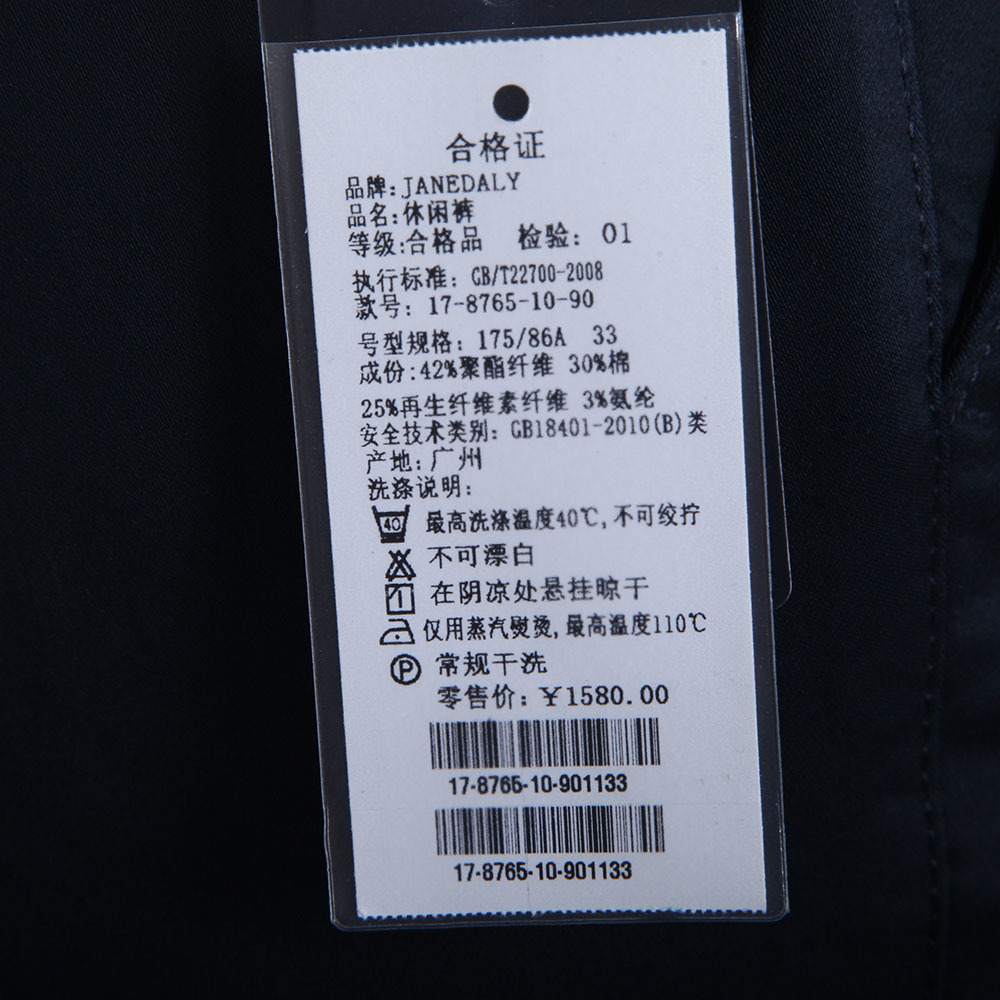 合格证
品牌:JANEDALY
品名:休闲裤
等级:合格品 检验: 01
执行标准: GB/T22700-2008
款号: 17-8765-10-90
号型规格: 175/86A 33
成份:42%聚酯纤维 30%棉
25%再生纤维素纤维 3%氨纶
安全技术类别: GB18401-2010(B)类
产地:广州
洗涤说明:
40 最高洗涤温度40℃,不可绞拧
不可漂白
在阴凉处悬挂晾干
仅用蒸汽熨烫,最高温度110℃
P 常规干洗
零售价:¥1580.00
17-8765-10-901133
17-8765-10-901133